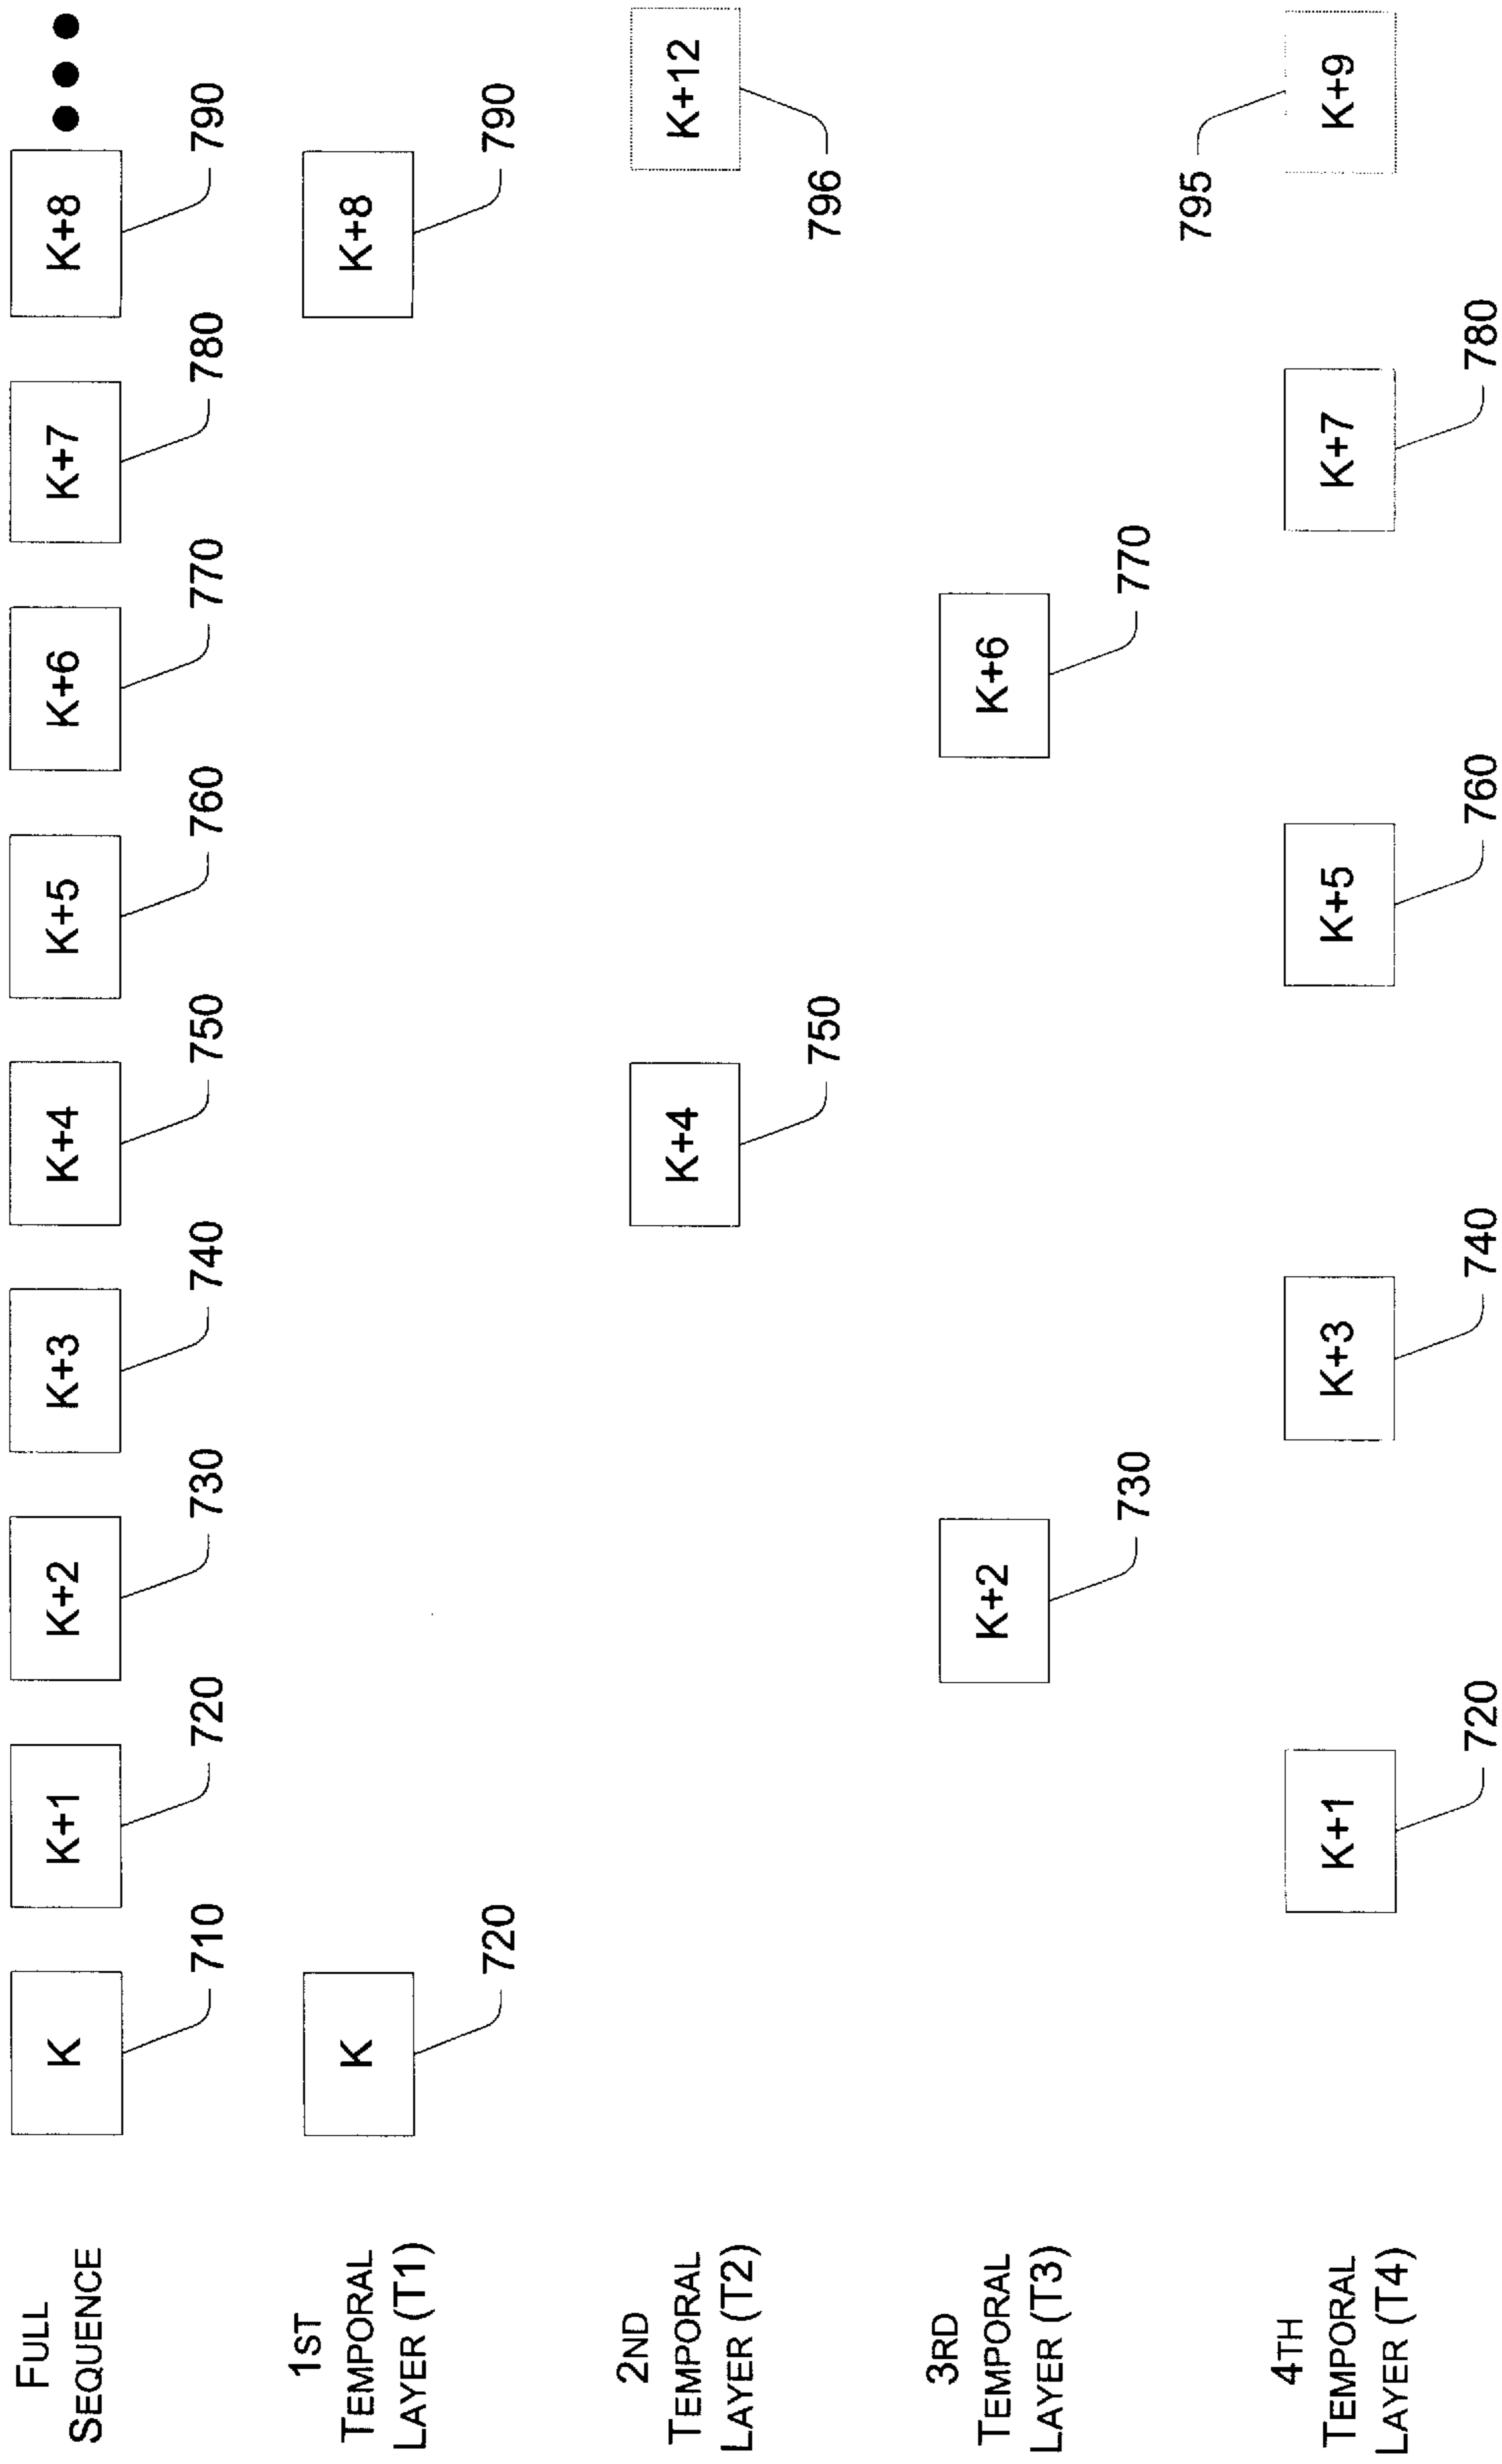 FULL
SEQUENCE
K
K+1
K+2
K+3
K+4
K+5
K+6
K+7
K+8
710
720
730
740
750
760
770
780
790
1ST
TEMPORAL
LAYER (T1)
K
K+8
720
790
2ND
TEMPORAL
LAYER (T2)
K+4
K+12
750
796
3RD
TEMPORAL
LAYER (T3)
K+2
K+6
730
770
795
4TH
TEMPORAL
LAYER (T4)
K+1
K+3
K+5
K+7
K+9
720
740
760
780